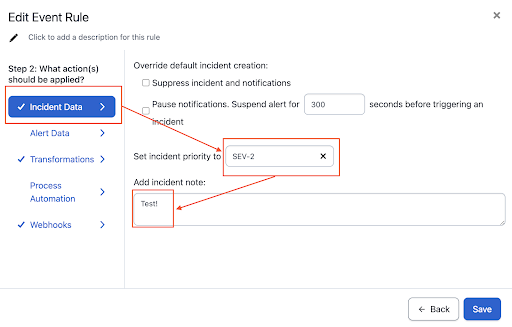 Edit Event Rule
Click to add a description for this rule
Step 2: What action(s)
should be applied?
Incident Data
Alert Data
Transformations
Process
Automation
Webhooks
Override default incident creation:
Suppress incident and notifications
Pause notifications. Suspend alert for 300 seconds before triggering an
incident
Set incident priority to SEV-2
Add incident note:
Test!
← Back
Save